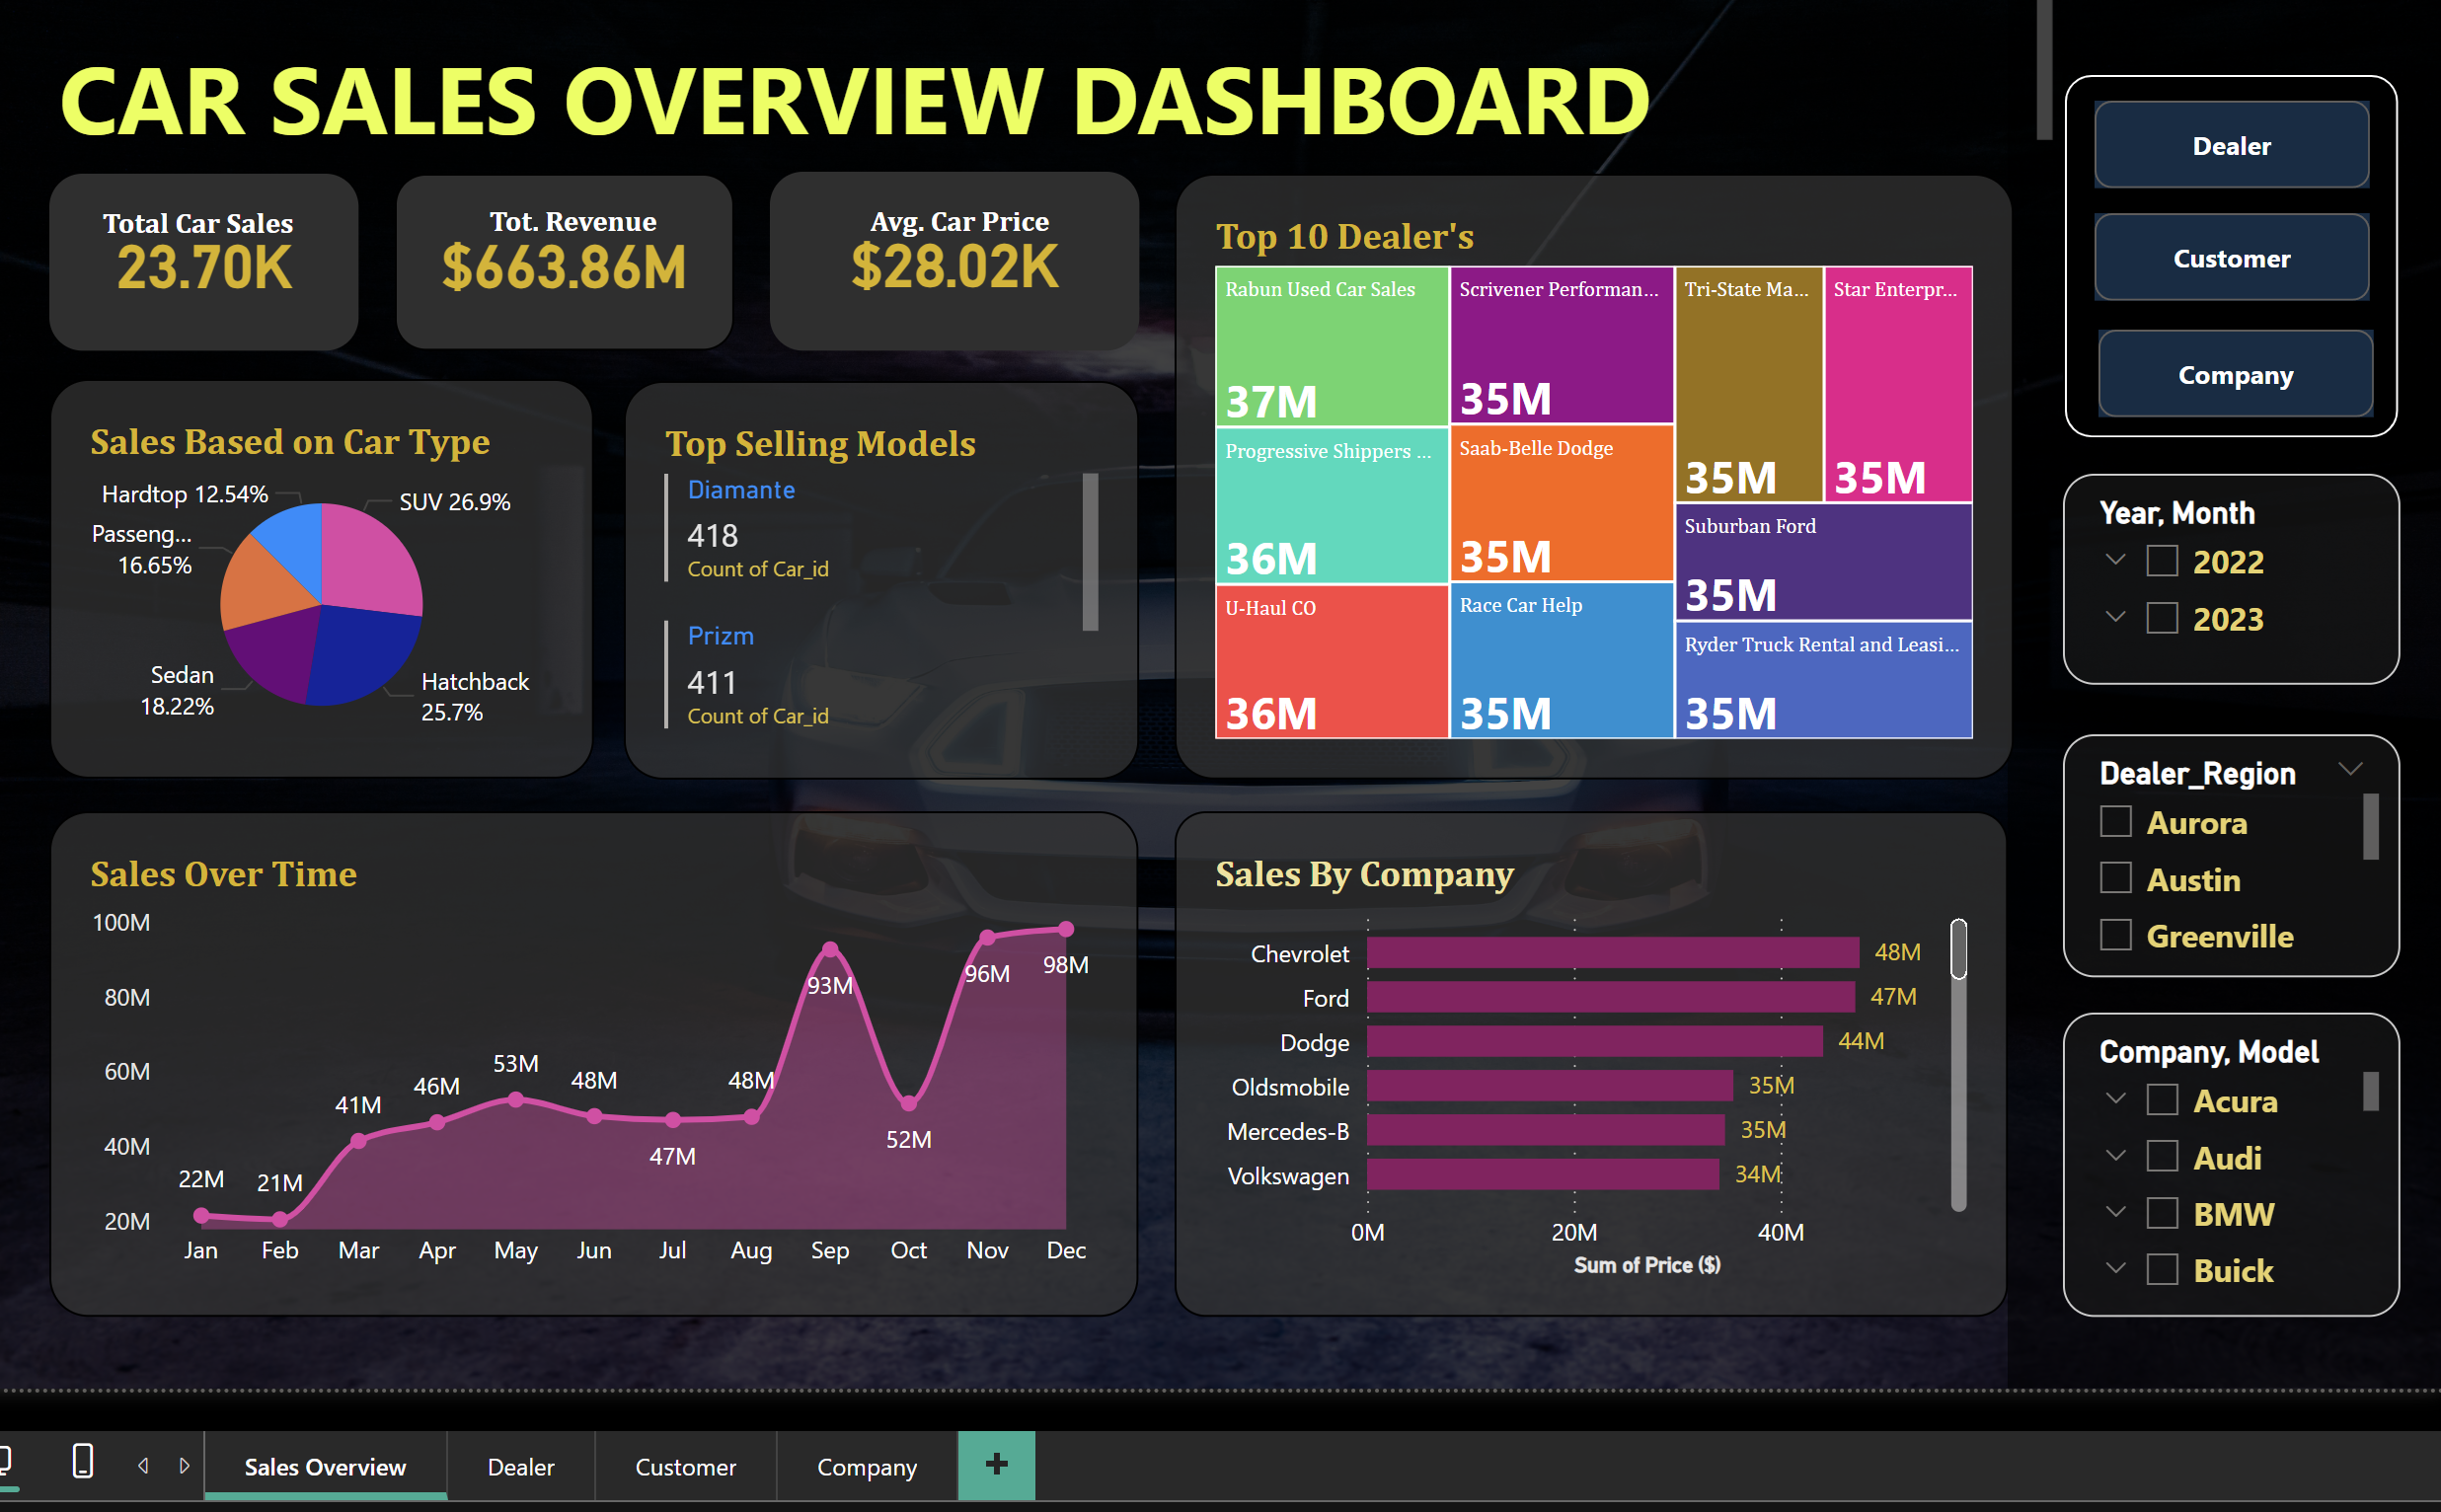 CAR SALES OVERVIEW DASHBOARD
Total Car Sales
23.70K
Tot. Revenue
$663.86M
Avg. Car Price
$28.02K
Sales Based on Car Type
Hardtop 12.54%
SUV 26.9%
Passeng...
16.65%
Sedan
18.22%
Hatchback
25.7%
Top Selling Models
Diamante
418
Count of Car_id
Prizm
411
Count of Car_id
Top 10 Dealer's
Rabun Used Car Sales
37M
Progressive Shippers ...
36M
U-Haul CO
36M
Scrivener Performan...
35M
Saab-Belle Dodge
35M
Race Car Help
35M
Tri-State Ma...
35M
Star Enterpr...
35M
Suburban Ford
35M
Ryder Truck Rental and Leasi...
35M
Sales Over Time
100M
80M
60M
40M
20M
22M
21M
41M
46M
53M
48M
47M
48M
93M
52M
96M
98M
Jan Feb Mar Apr May Jun Jul Aug Sep Oct Nov Dec
Sales By Company
Chevrolet 48M
Ford 47M
Dodge 44M
Oldsmobile 35M
Mercedes-B 35M
Volkswagen 34M
0M 20M 40M
Sum of Price ($)
Dealer
Customer
Company
Year, Month
2022
2023
Dealer_Region
Aurora
Austin
Greenville
Company, Model
Acura
Audi
BMW
Buick
Sales Overview Dealer Customer Company +